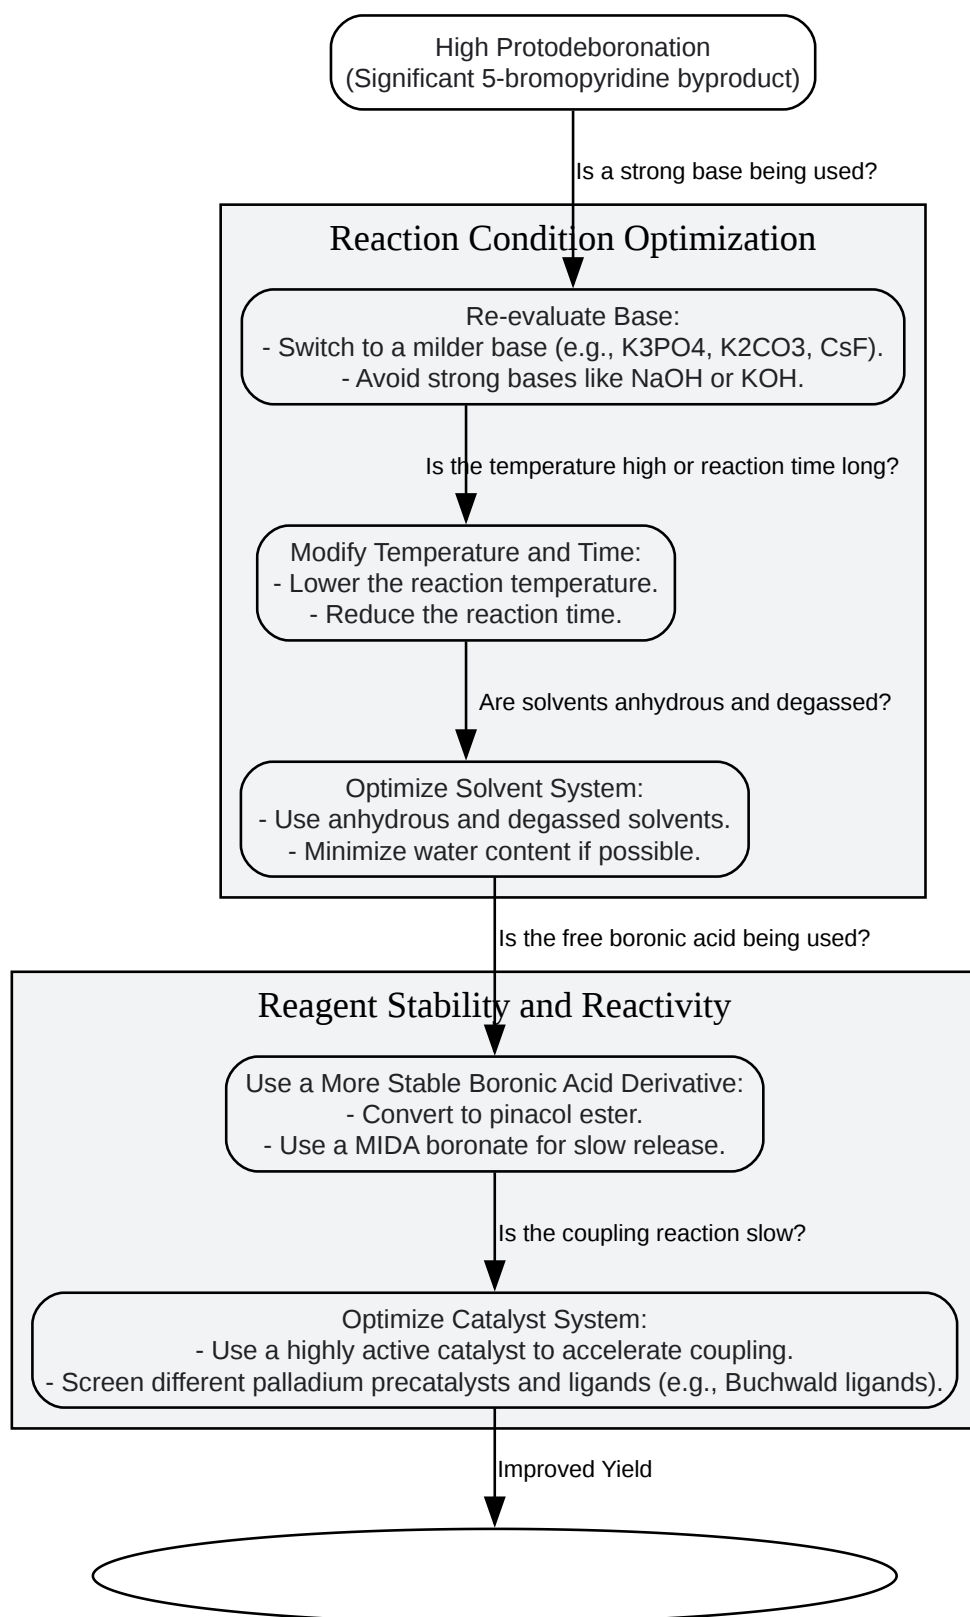 High Protodeboronation
(Significant 5-bromopyridine byproduct)
Is a strong base being used?
Reaction Condition Optimization
Re-evaluate Base:
- Switch to a milder base (e.g., K3PO4, K2CO3, CsF).
- Avoid strong bases like NaOH or KOH.
Is the temperature high or reaction time long?
Modify Temperature and Time:
- Lower the reaction temperature.
- Reduce the reaction time.
Are solvents anhydrous and degassed?
Optimize Solvent System:
- Use anhydrous and degassed solvents.
- Minimize water content if possible.
Is the free boronic acid being used?
Reagent Stability and Reactivity
Use a More Stable Boronic Acid Derivative:
- Convert to pinacol ester.
- Use a MIDA boronate for slow release.
Is the coupling reaction slow?
Optimize Catalyst System:
- Use a highly active catalyst to accelerate coupling.
- Screen different palladium precatalysts and ligands (e.g., Buchwald ligands).
Improved Yield